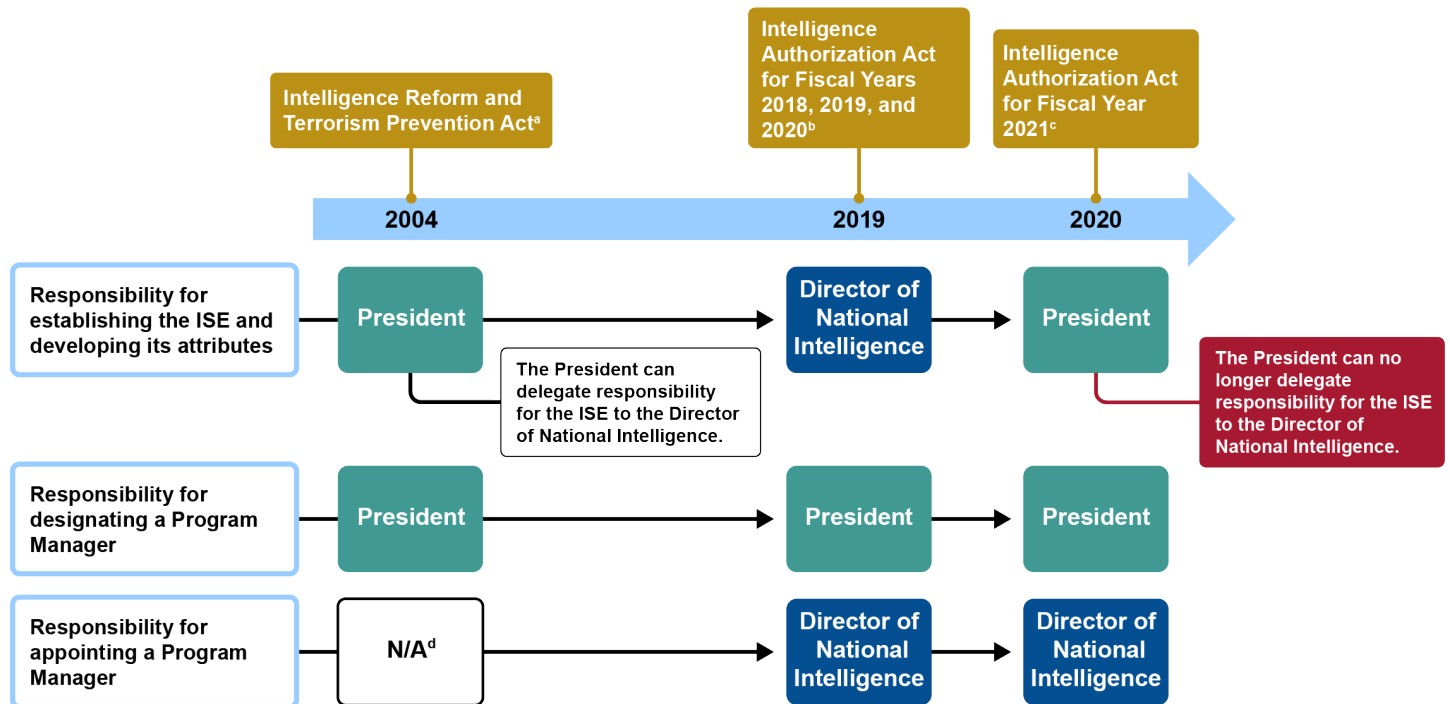 Intelligence Reform and
Terrorism Prevention Actᵃ
Intelligence
Authorization Act
for Fiscal Years
2018, 2019, and
2020ᵇ
Intelligence
Authorization Act
for Fiscal Year
2021ᶜ
2004
2019
2020
Responsibility for
establishing the ISE and
developing its attributes
President
Director of
National
Intelligence
President
The President can
delegate responsibility
for the ISE to the Director
of National Intelligence.
The President can no
longer delegate
responsibility for the ISE
to the Director of
National Intelligence.
Responsibility for
designating a Program
Manager
President
President
President
Responsibility for
appointing a Program
Manager
N/Aᵈ
Director of
National
Intelligence
Director of
National
Intelligence